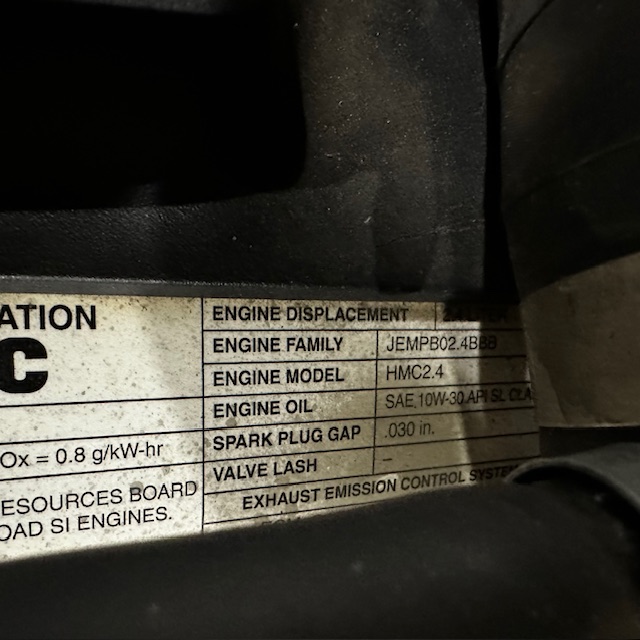 ATION
C
Ox = 0.8 g/kW-hr
ESOURCES BOARD
OAD SI ENGINES.
ENGINE DISPLACEMENT
ENGINE FAMILY JEMPB02.4BBB
ENGINE MODEL HMC2.4
ENGINE OIL SAE 10W-30 API SL CLA
SPARK PLUG GAP .030 in.
VALVE LASH –
EXHAUST EMISSION CONTROL SYSTEM